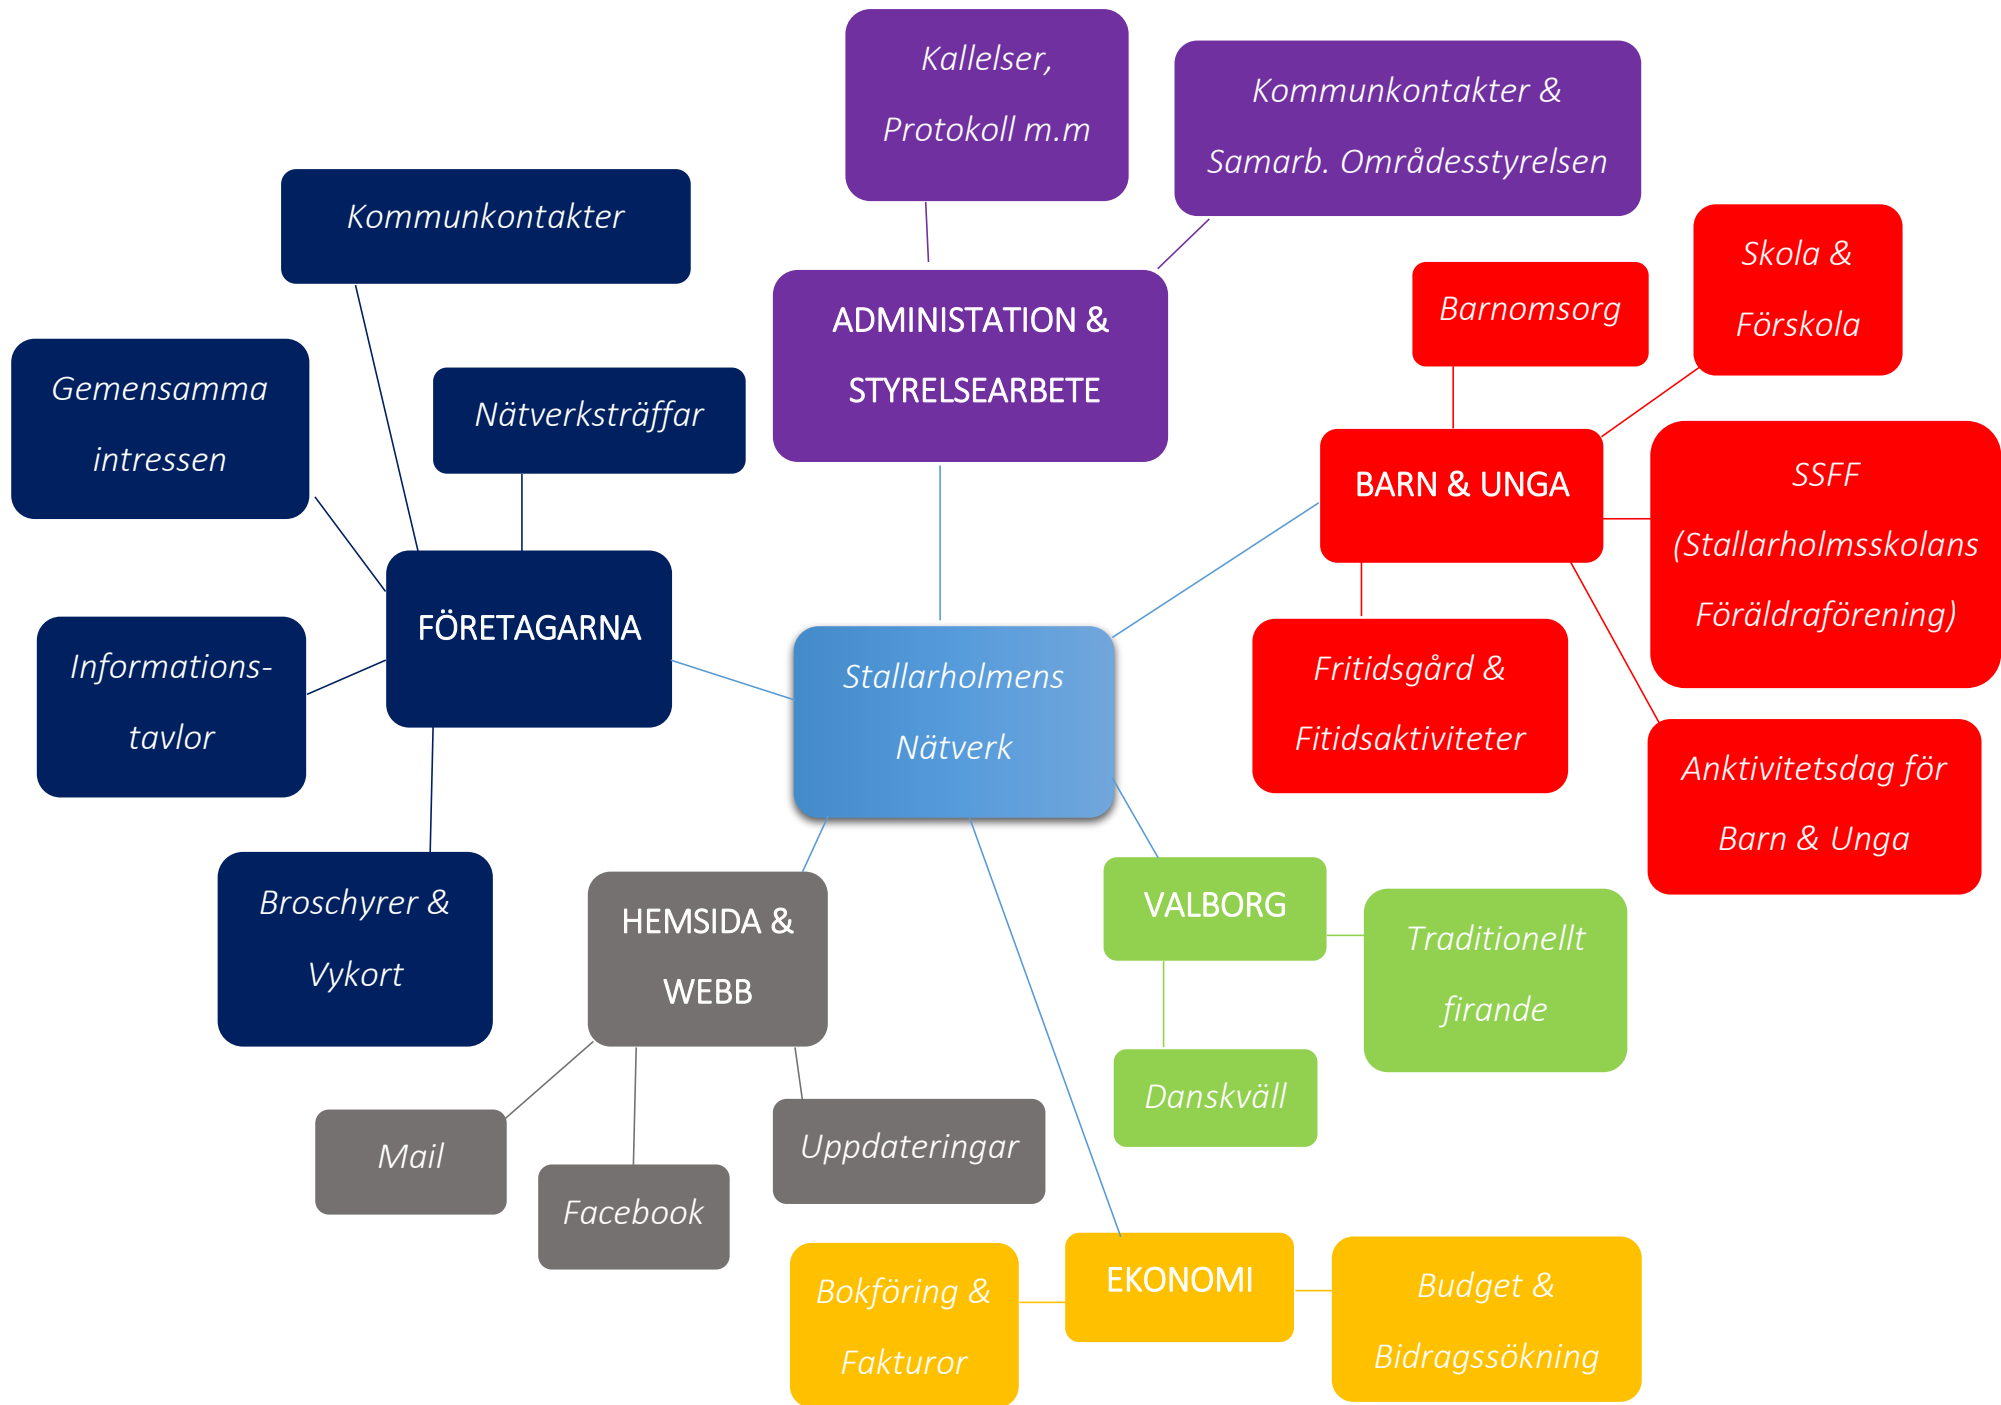 Kallelser,
Protokoll m.m
Kommunkontakter &
Samarb. Områdesstyrelsen
Kommunkontakter
Skola &
Förskola
Barnomsorg
ADMINISTATION &
STYRELSEARBETE
Gemensamma
intressen
Nätverksträffar
BARN & UNGA
SSFF
(Stallarholmsskolans
Föräldraförening)
FÖRETAGARNA
Informations-
tavlor
Stallarholmens
Nätverk
Fritidsgård &
Fitidsaktiviteter
Anktivitetsdag för
Barn & Unga
Broschyrer &
Vykort
HEMSIDA &
WEBB
VALBORG
Traditionellt
firande
Danskväll
Mail
Facebook
Uppdateringar
Bokföring &
Fakturor
EKONOMI
Budget &
Bidragssökning